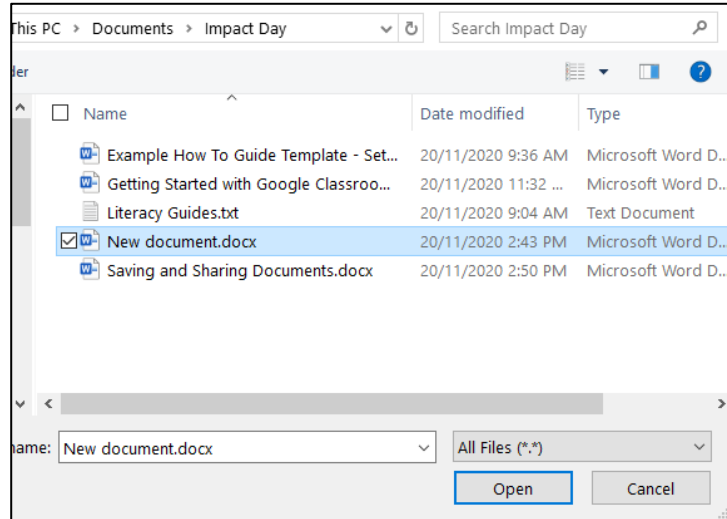 This PC > Documents > Impact Day Search Impact Day
der ?
Name Date modified Type
Example How To Guide Template - Set... 20/11/2020 9:36 AM Microsoft Word D...
Getting Started with Google Classroo... 20/11/2020 11:32 ... Microsoft Word D...
Literacy Guides.txt 20/11/2020 9:04 AM Text Document
New document.docx 20/11/2020 2:43 PM Microsoft Word D...
Saving and Sharing Documents.docx 20/11/2020 2:50 PM Microsoft Word D...
name: New document.docx All Files (*.*)
Open Cancel